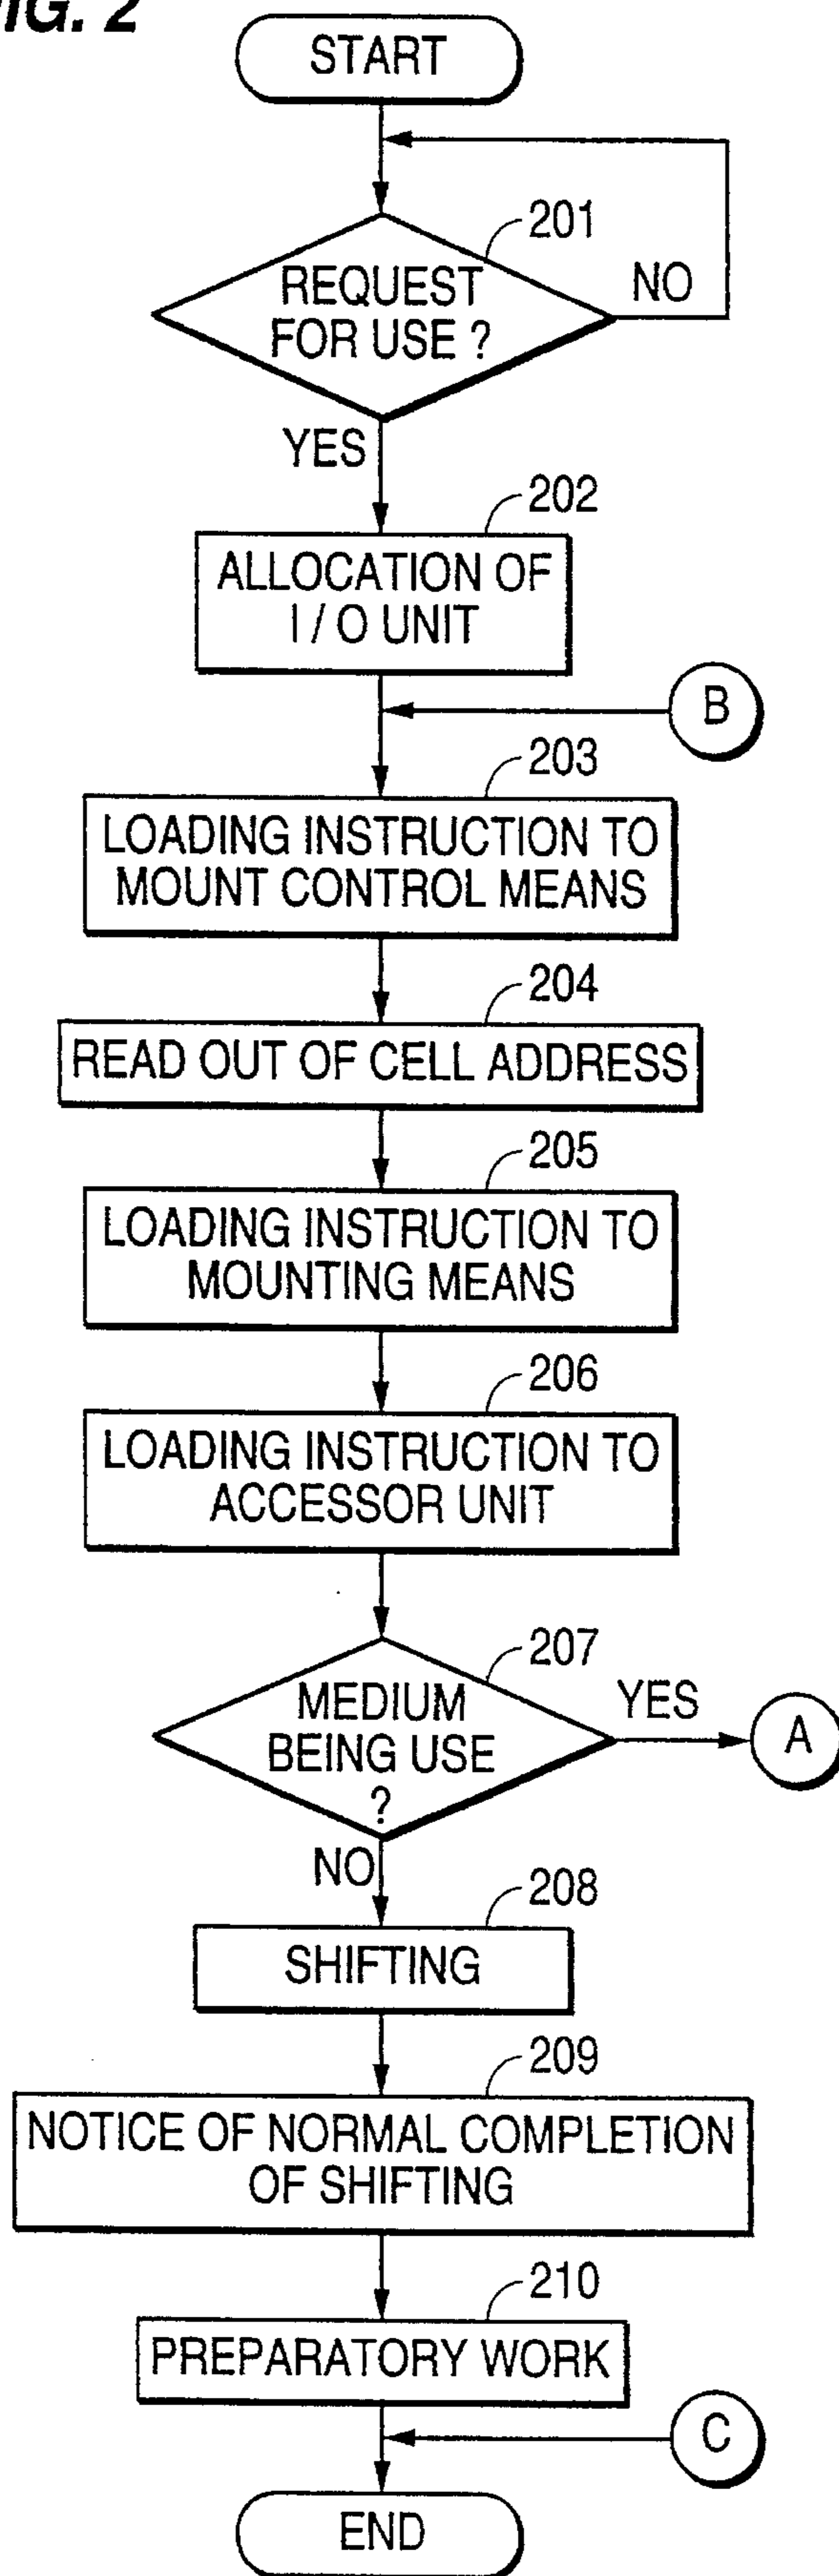 FIG. 2
START
201
REQUEST
FOR USE ?
NO
YES
202
ALLOCATION OF
I / O UNIT
B
203
LOADING INSTRUCTION TO
MOUNT CONTROL MEANS
204
READ OUT OF CELL ADDRESS
205
LOADING INSTRUCTION TO
MOUNTING MEANS
206
LOADING INSTRUCTION TO
ACCESSOR UNIT
207
MEDIUM
BEING USE
?
YES
A
NO
208
SHIFTING
209
NOTICE OF NORMAL COMPLETION
OF SHIFTING
210
PREPARATORY WORK
C
END